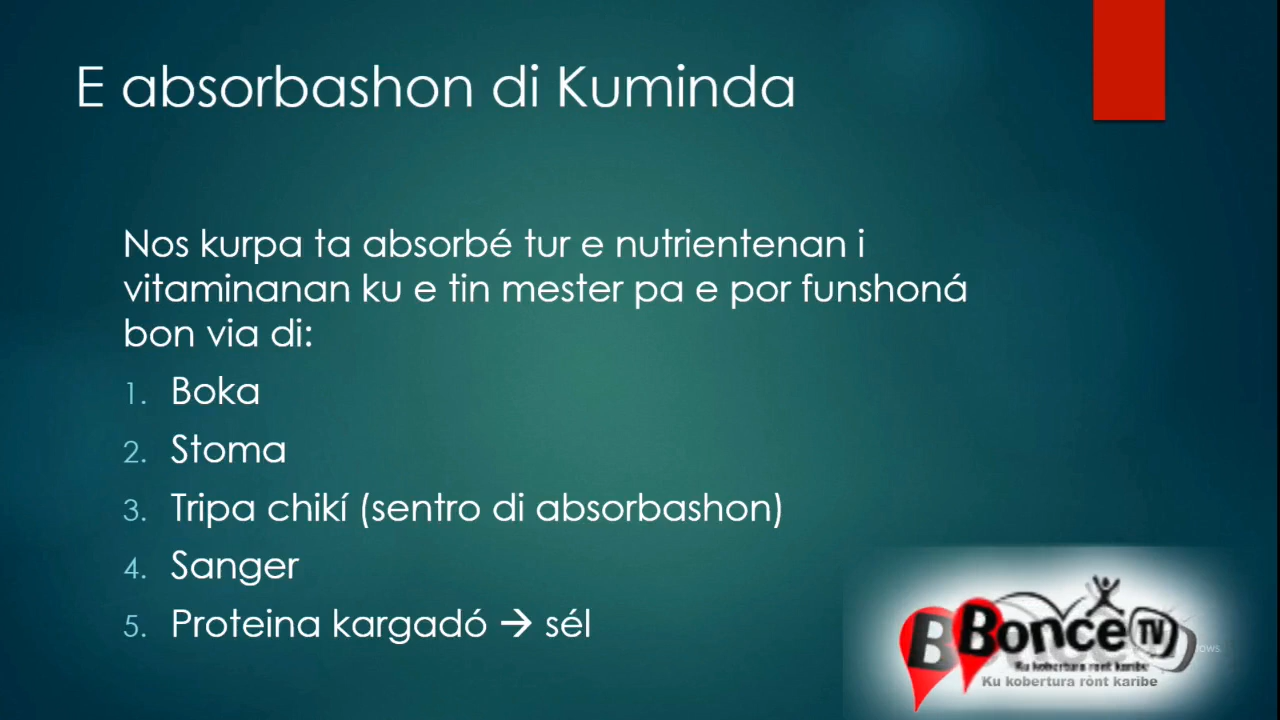 E absorbashon di Kuminda
Nos kurpa ta absorbé tur e nutrientenan i
vitaminanan ku e tin mester pa e por funshoná
bon via di:
1. Boka
2. Stoma
3. Tripa chikí (sentro di absorbashon)
4. Sanger
5. Proteina kargadó → sél
B Bonce TV
Ku kobertura rònt karibe
Ku kobertura rònt karibe